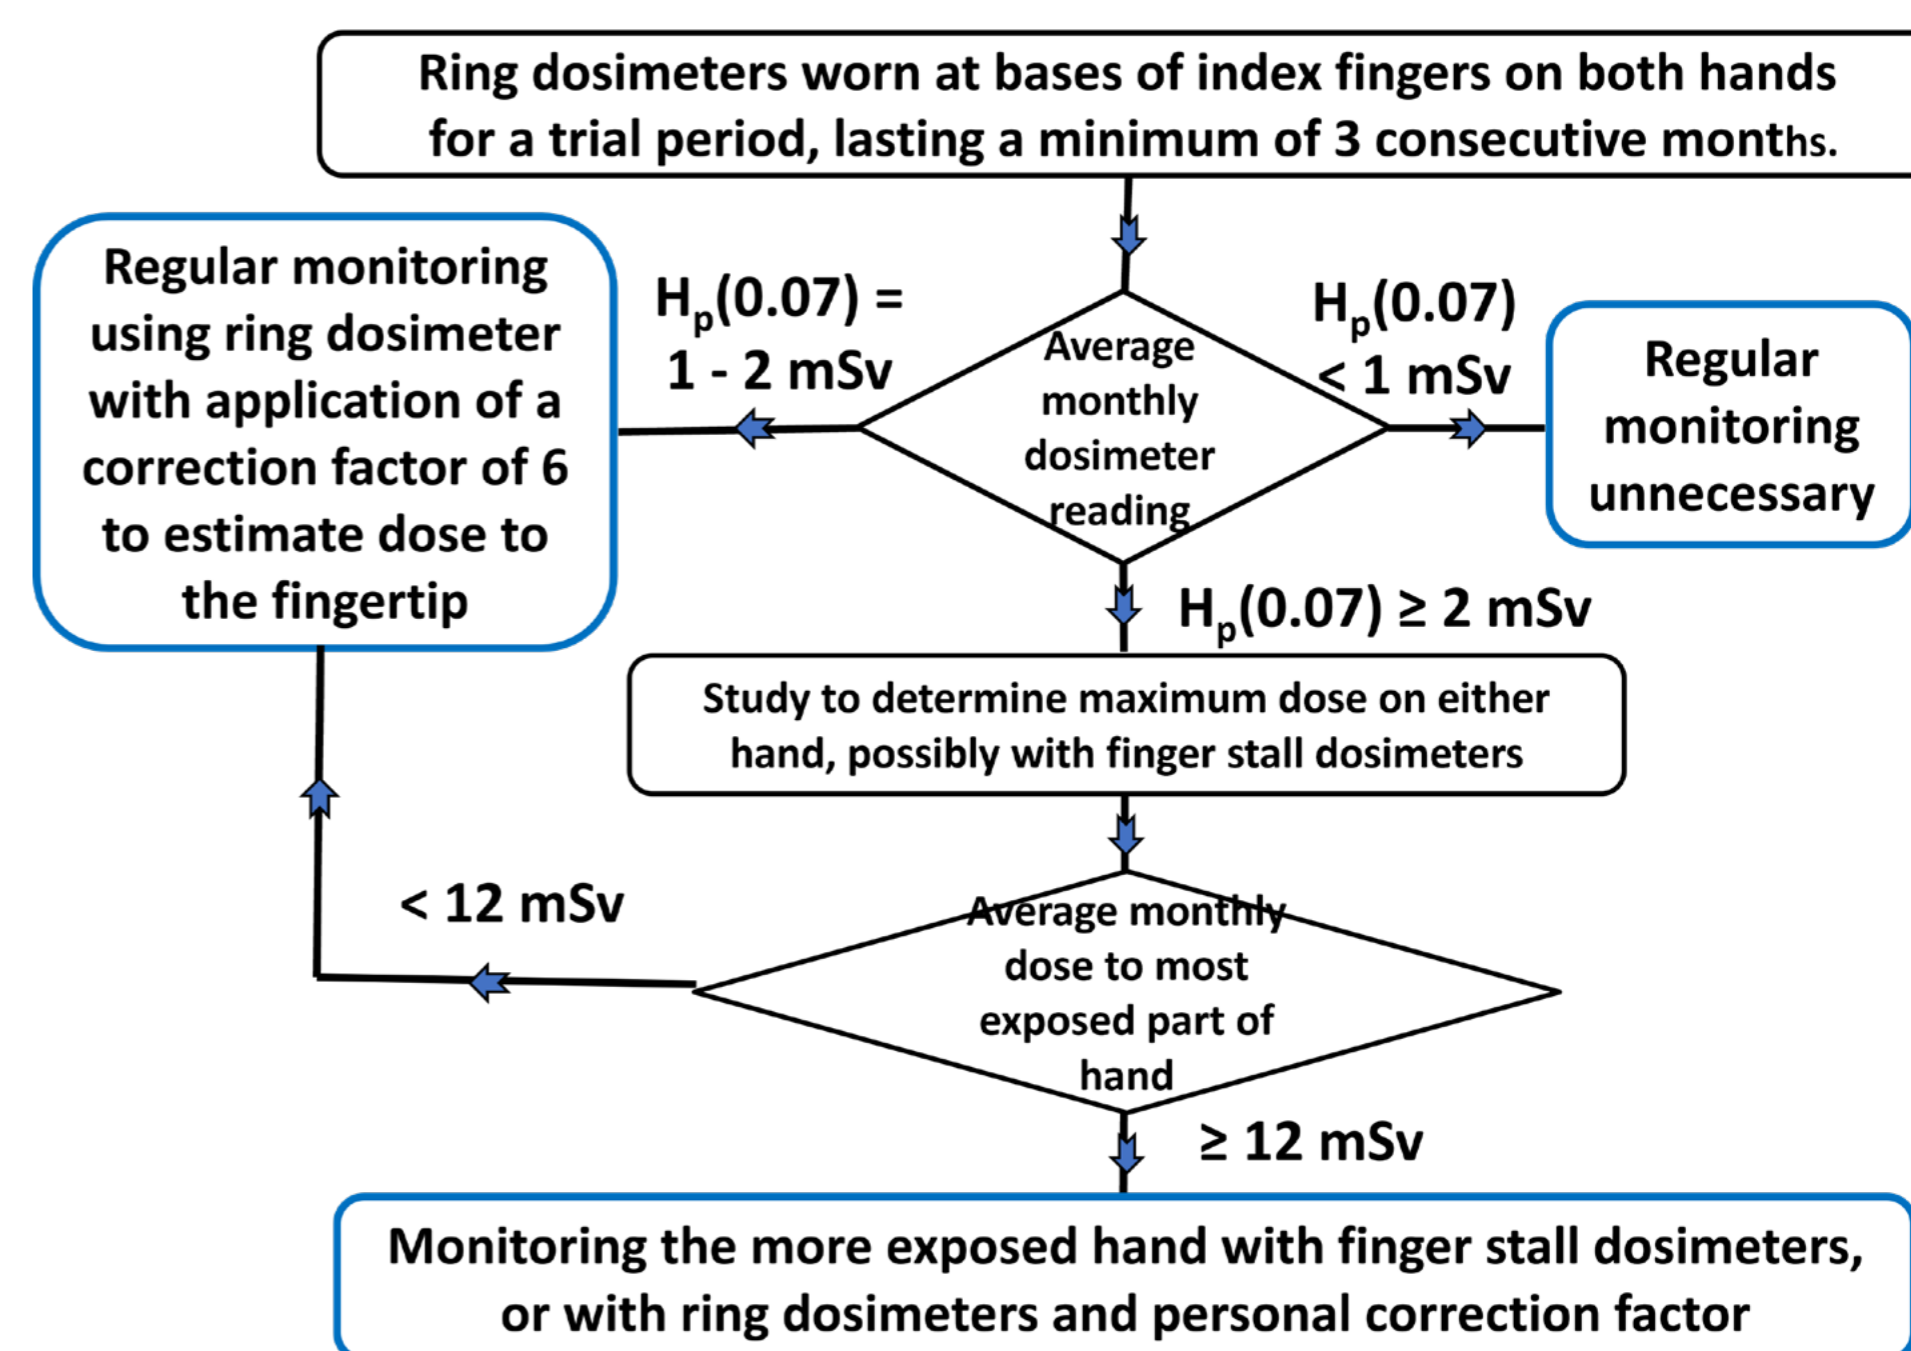 Ring dosimeters worn at bases of index fingers on both hands
for a trial period, lasting a minimum of 3 consecutive months.
Regular monitoring
using ring dosimeter
with application of a
correction factor of 6
to estimate dose to
the fingertip
Hp(0.07) =
1 - 2 mSv
Average
monthly
dosimeter
reading
Hp(0.07)
< 1 mSv
Regular
monitoring
unnecessary
Hp(0.07) ≥ 2 mSv
Study to determine maximum dose on either
hand, possibly with finger stall dosimeters
< 12 mSv
Average monthly
dose to most
exposed part of
hand
≥ 12 mSv
Monitoring the more exposed hand with finger stall dosimeters,
or with ring dosimeters and personal correction factor